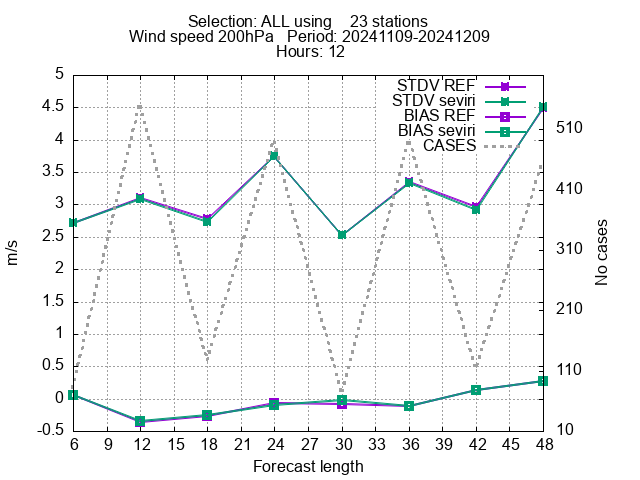 Selection: ALL using    23 stations
Wind speed 200hPa   Period: 20241109-20241209
Hours: 12
STDV REF
STDV seviri
BIAS REF
BIAS seviri
CASES
5
4.5
4
3.5
3
2.5
2
1.5
1
0.5
0
-0.5
m/s
510
410
310
210
110
10
No cases
6 9 12 15 18 21 24 27 30 33 36 39 42 45 48
Forecast length